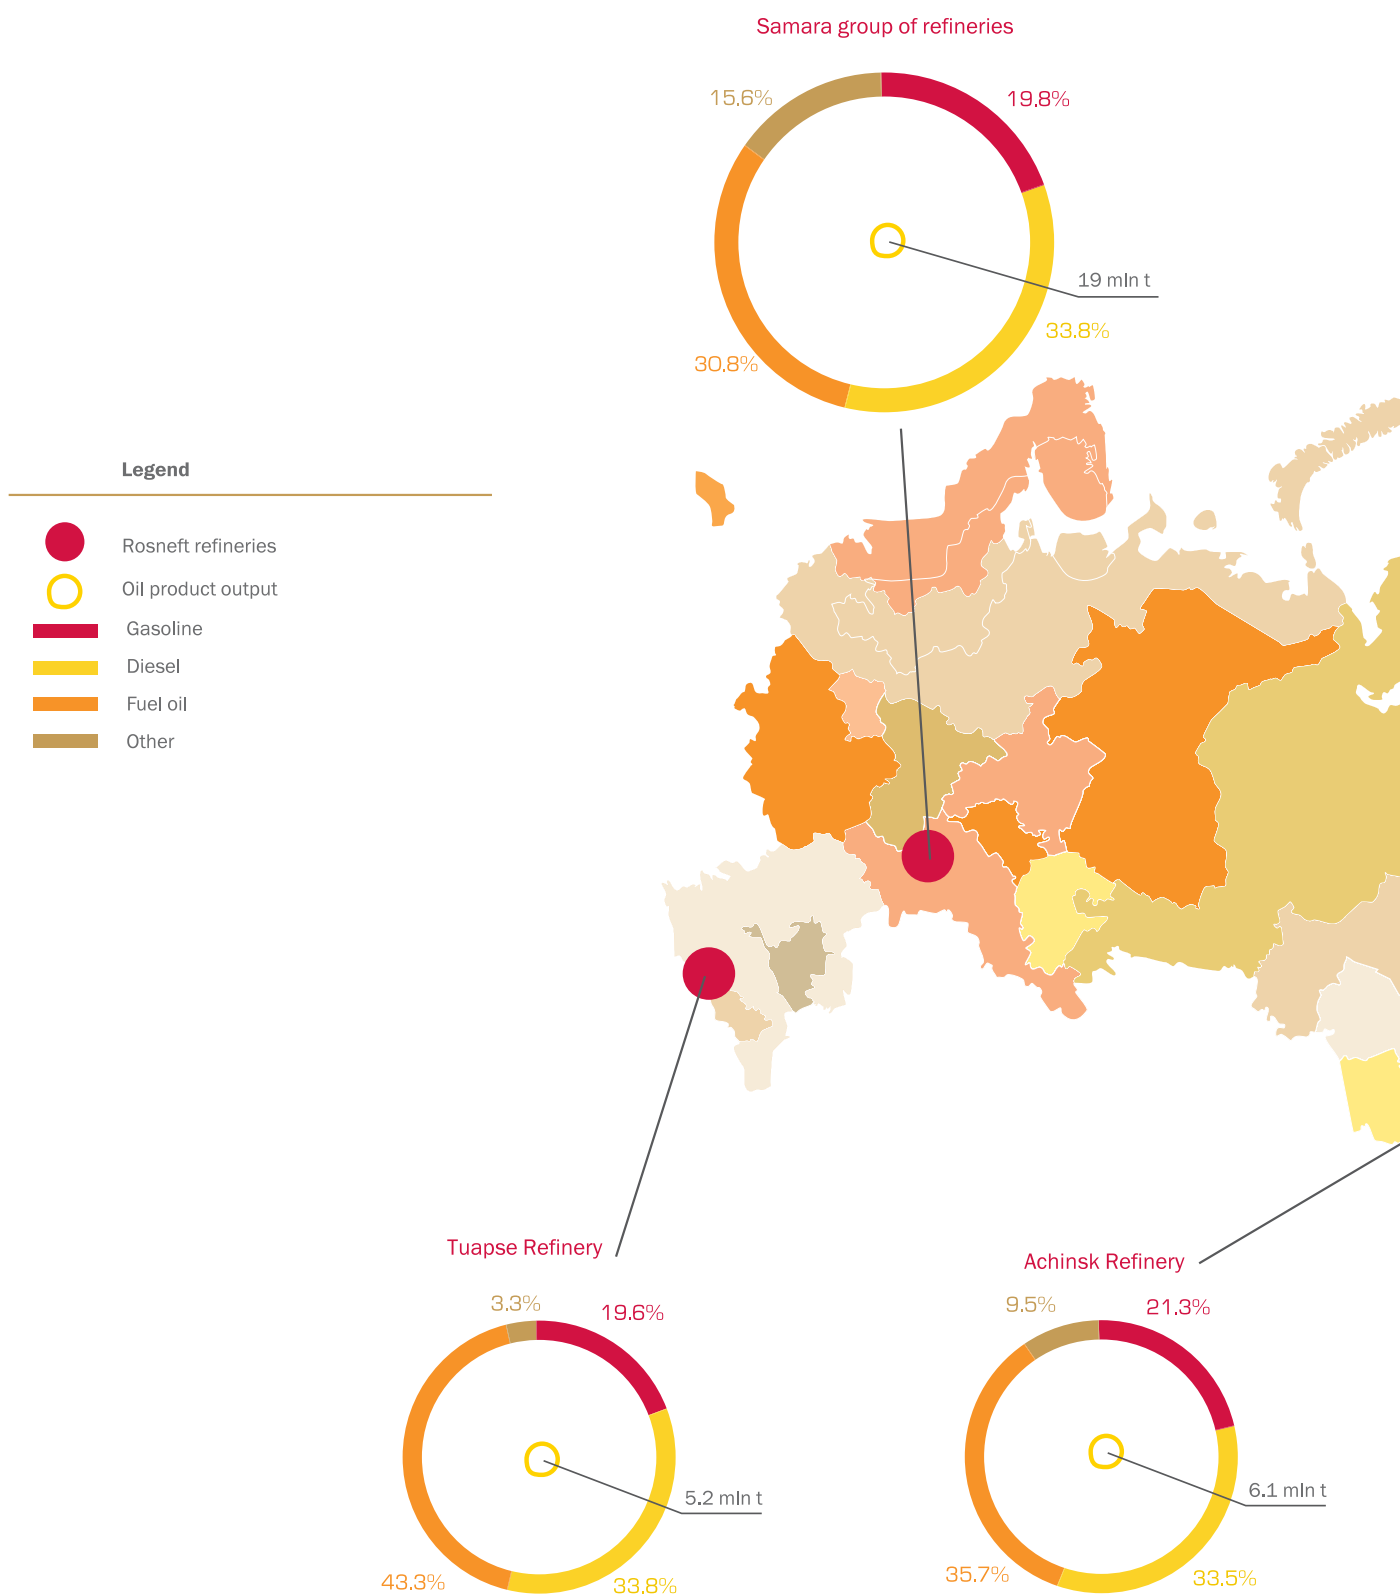 Samara group of refineries
15.6%
19.8%
19 mln t
33.8%
30.8%
Legend
Rosneft refineries
Oil product output
Gasoline
Diesel
Fuel oil
Other
Tuapse Refinery
3.3%
19.6%
5.2 mln t
43.3%
33.8%
Achinsk Refinery
9.5%
21.3%
6.1 mln t
35.7%
33.5%